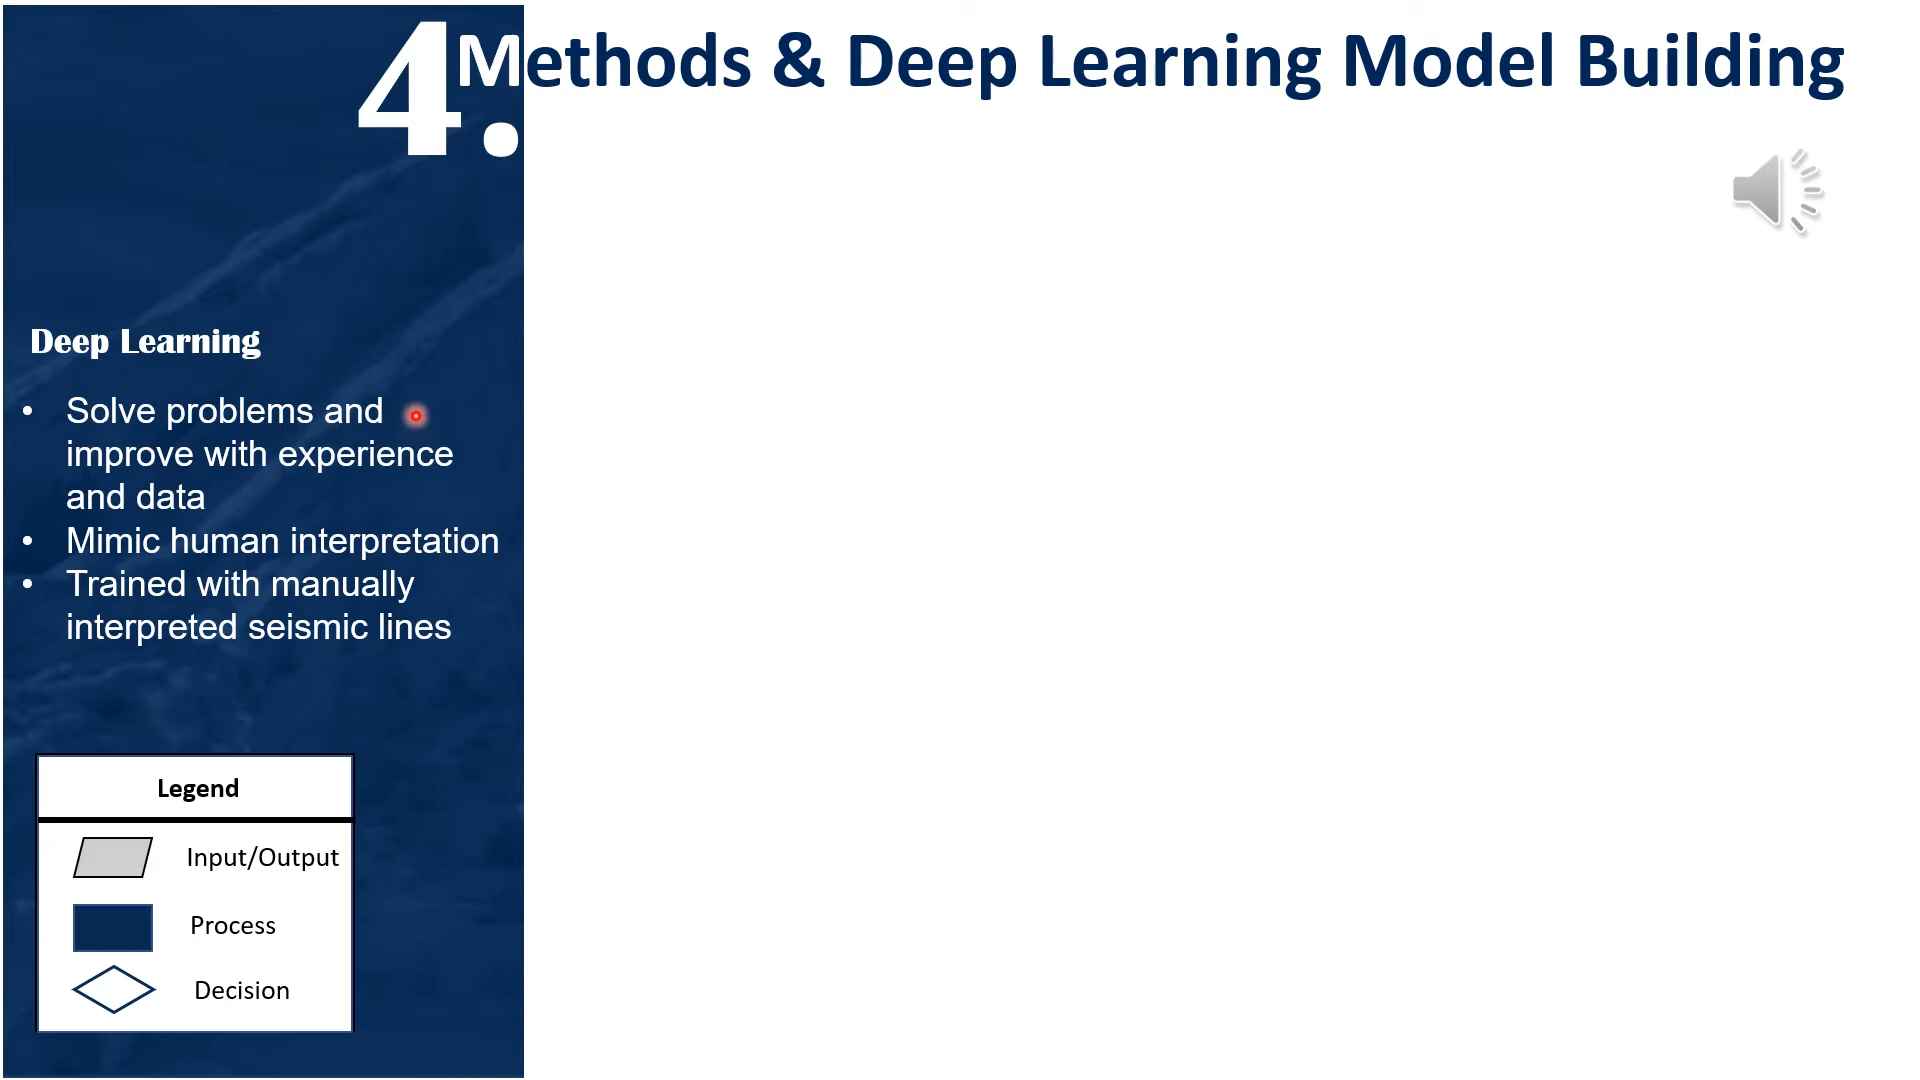 4.
Methods & Deep Learning Model Building
Deep Learning
• Solve problems and
improve with experience
and data
• Mimic human interpretation
• Trained with manually
interpreted seismic lines
Legend
Input/Output
Process
Decision